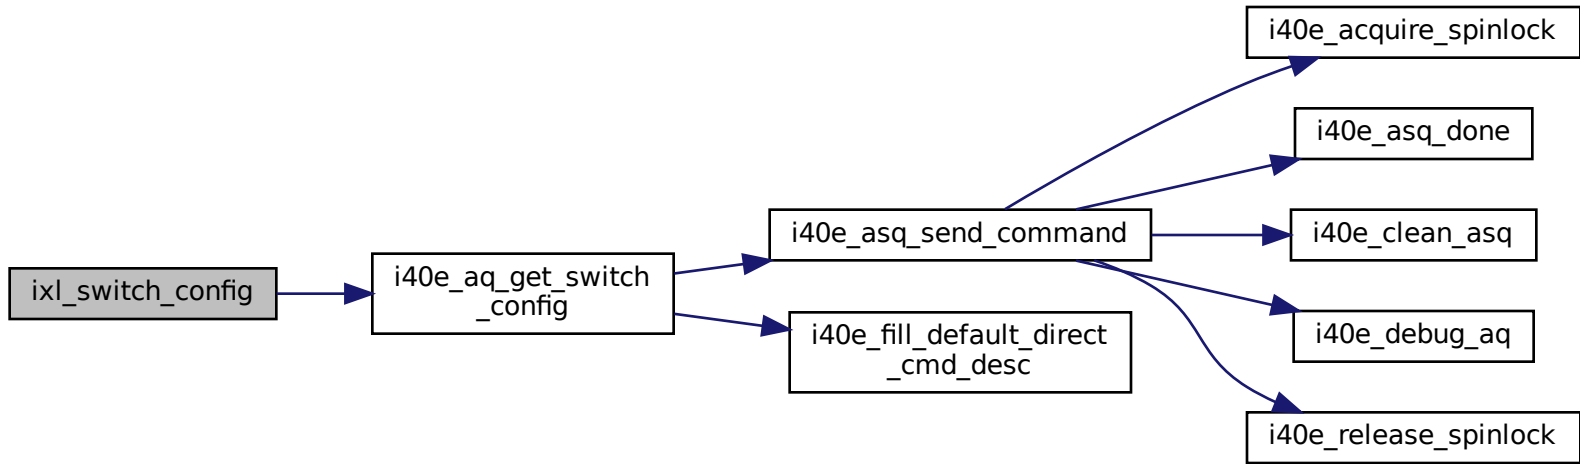 ixl_switch_config
i40e_aq_get_switch
_config
i40e_asq_send_command
i40e_fill_default_direct
_cmd_desc
i40e_acquire_spinlock
i40e_asq_done
i40e_clean_asq
i40e_debug_aq
i40e_release_spinlock